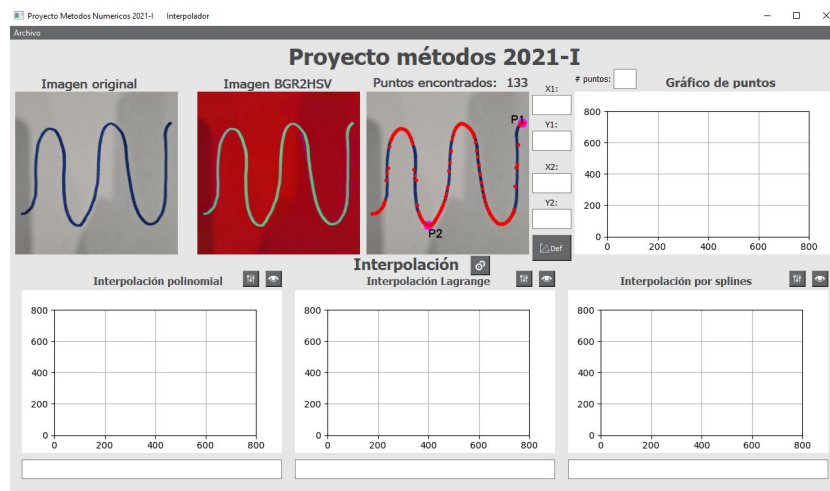 Proyecto Metodos Numericos 2021-I    Interpolador
Archivo
Proyecto métodos 2021-I
Imagen original
Imagen BGR2HSV
Puntos encontrados: 133
P1
P2
X1:
Y1:
X2:
Y2:
Def
# puntos:
Gráfico de puntos
800
600
400
200
0
0 200 400 600 800
Interpolación
Interpolación polinomial
800
600
400
200
0
0 200 400 600 800
Interpolación Lagrange
800
600
400
200
0
0 200 400 600 800
Interpolación por splines
800
600
400
200
0
0 200 400 600 800